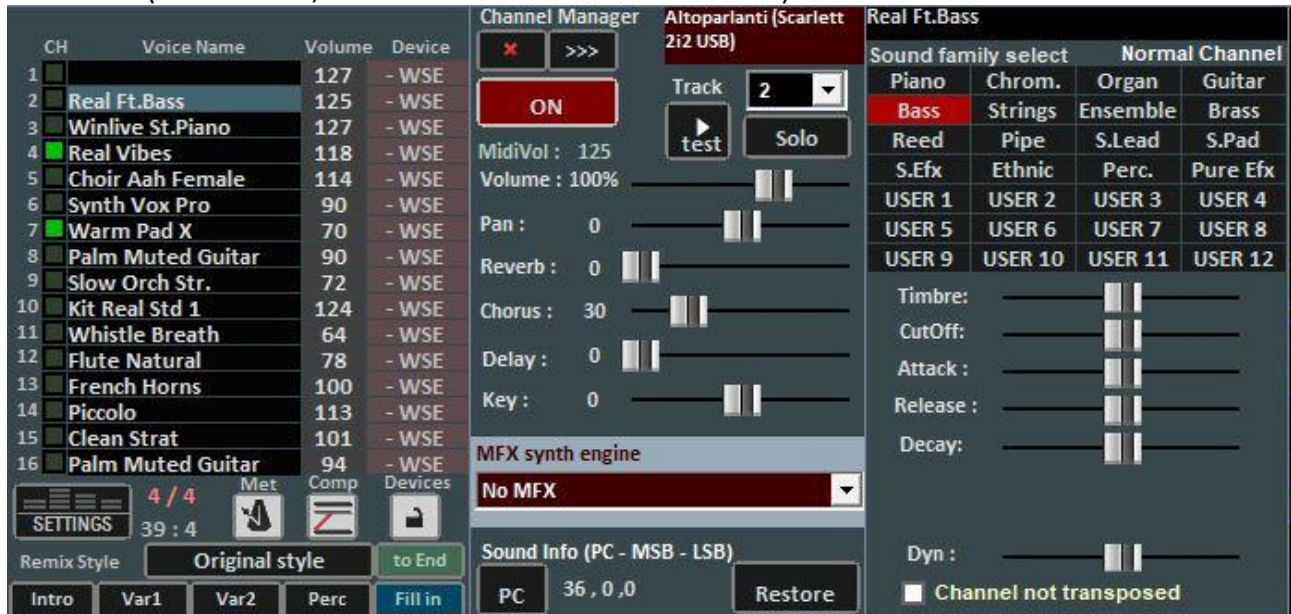 CH Voice Name Volume Device
1 127 - WSE
2 Real Ft.Bass 125 - WSE
3 Winlive St.Piano 127 - WSE
4 Real Vibes 118 - WSE
5 Choir Aah Female 114 - WSE
6 Synth Vox Pro 90 - WSE
7 Warm Pad X 70 - WSE
8 Palm Muted Guitar 90 - WSE
9 Slow Orch Str. 72 - WSE
10 Kit Real Std 1 124 - WSE
11 Whistle Breath 64 - WSE
12 Flute Natural 78 - WSE
13 French Horns 100 - WSE
14 Piccolo 113 - WSE
15 Clean Strat 101 - WSE
16 Palm Muted Guitar 94 - WSE
SETTINGS 4 / 4 Met Comp Devices
39 : 4
Remix Style Original style to End
Intro Var1 Var2 Perc Fill in
Channel Manager Altoparlanti (Scarlett
2i2 USB)
>>>
ON Track 2
test Solo
MidiVol : 125
Volume : 100%
Pan : 0
Reverb : 0
Chorus : 30
Delay : 0
Key : 0
MFX synth engine
No MFX
Sound Info (PC - MSB - LSB)
PC 36 , 0 ,0 Restore
Real Ft.Bass
Sound family select Normal Channel
Piano Chrom. Organ Guitar
Bass Strings Ensemble Brass
Reed Pipe S.Lead S.Pad
S.Efx Ethnic Perc. Pure Efx
USER 1 USER 2 USER 3 USER 4
USER 5 USER 6 USER 7 USER 8
USER 9 USER 10 USER 11 USER 12
Timbre:
CutOff:
Attack :
Release :
Decay:
Dyn :
Channel not transposed